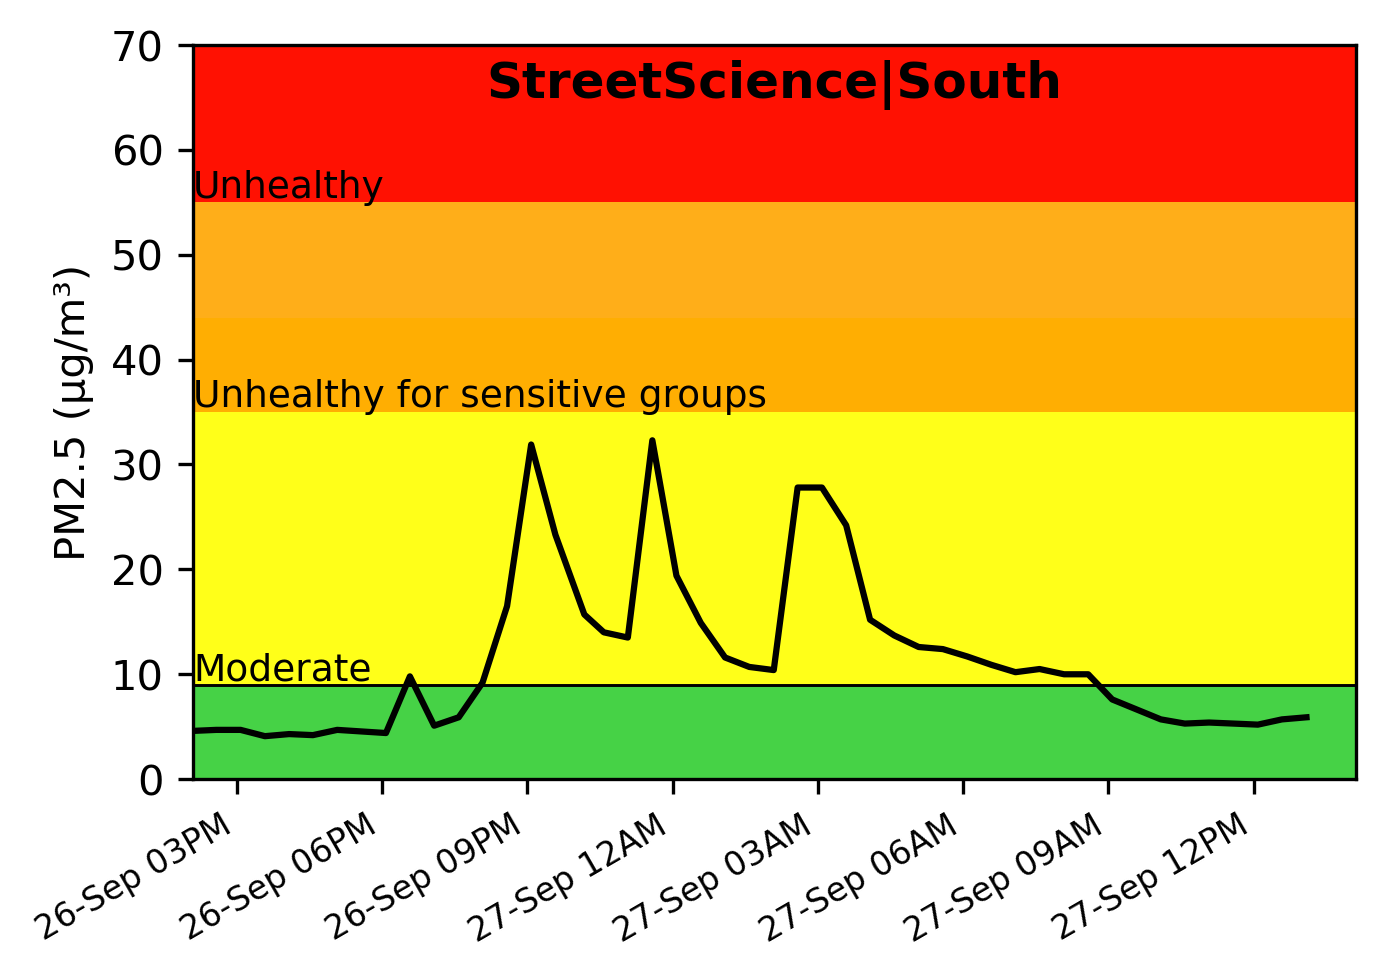 StreetScience|South
70
60
50
40
30
20
10
0
PM2.5 (µg/m³)
Unhealthy
Unhealthy for sensitive groups
Moderate
26-Sep 03PM
26-Sep 06PM
26-Sep 09PM
27-Sep 12AM
27-Sep 03AM
27-Sep 06AM
27-Sep 09AM
27-Sep 12PM